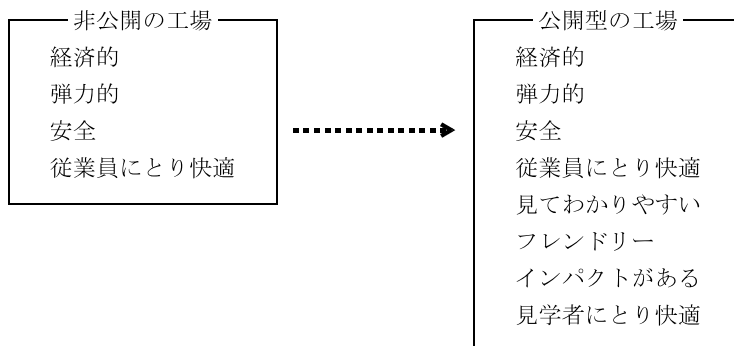 非公開の工場
経済的
弾力的
安全
従業員にとり快適
公開型の工場
経済的
弾力的
安全
従業員にとり快適
見てわかりやすい
フレンドリー
インパクトがある
見学者にとり快適